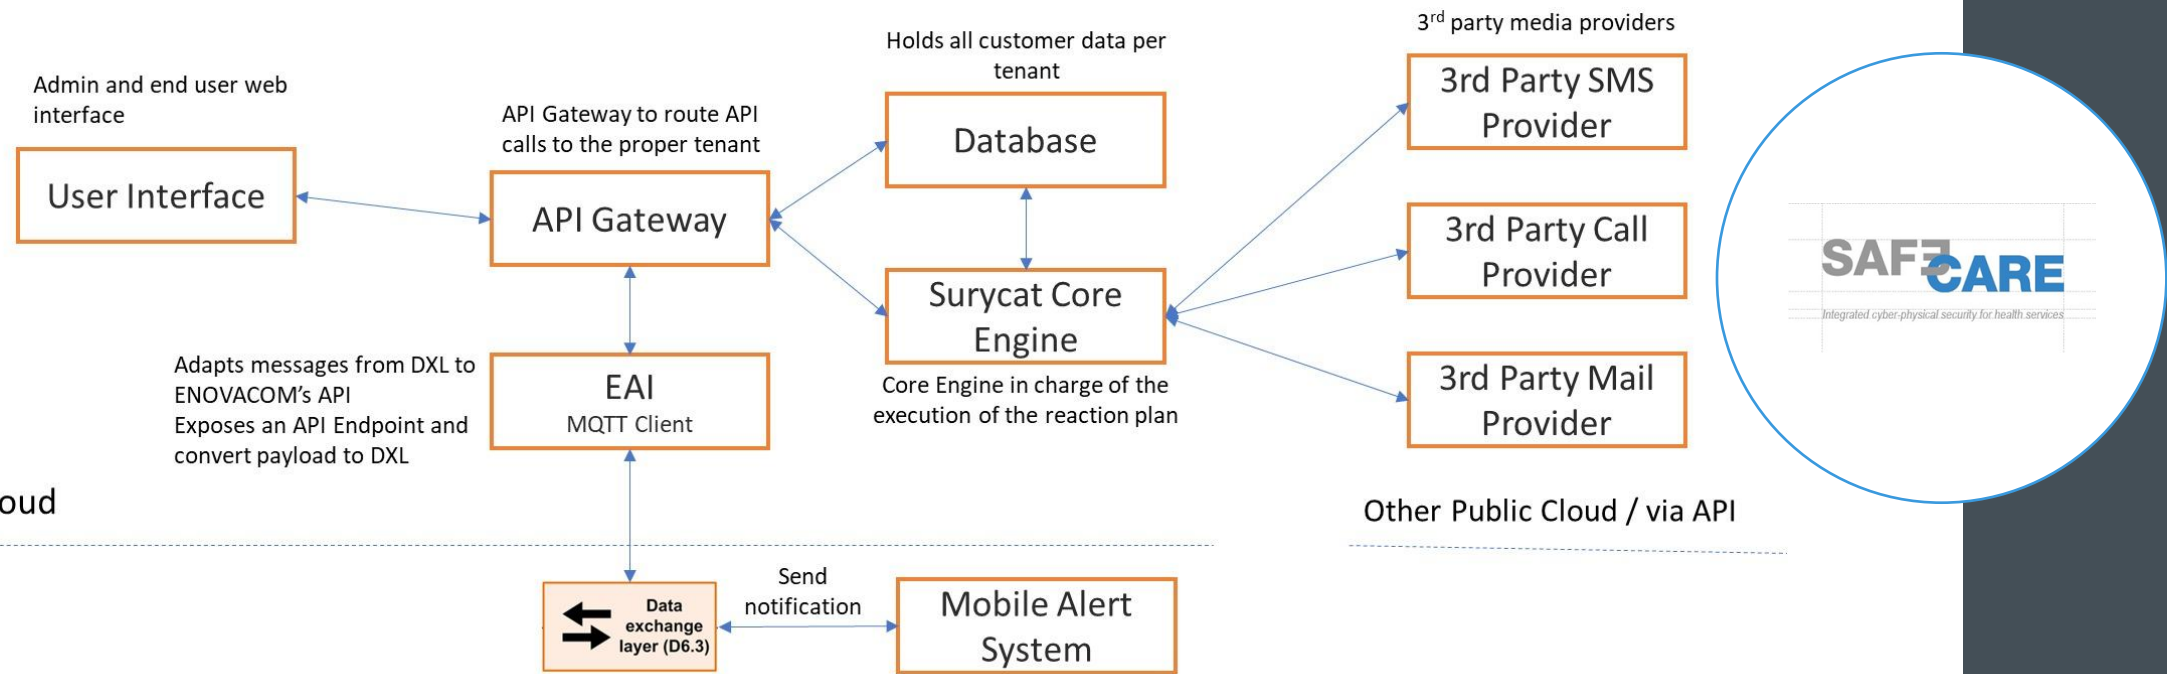 Admin and end user web
interface
User Interface
API Gateway to route API
calls to the proper tenant
API Gateway
Holds all customer data per
tenant
Database
Surycat Core
Engine
Core Engine in charge of the
execution of the reaction plan
3rd party media providers
3rd Party SMS
Provider
3rd Party Call
Provider
3rd Party Mail
Provider
SAFECARE
Integrated cyber-physical security for health services
Adapts messages from DXL to
ENOVACOM’s API
Exposes an API Endpoint and
convert payload to DXL
EAI
MQTT Client
oud
Other Public Cloud / via API
Data
exchange
layer (D6.3)
Send
notification
Mobile Alert
System